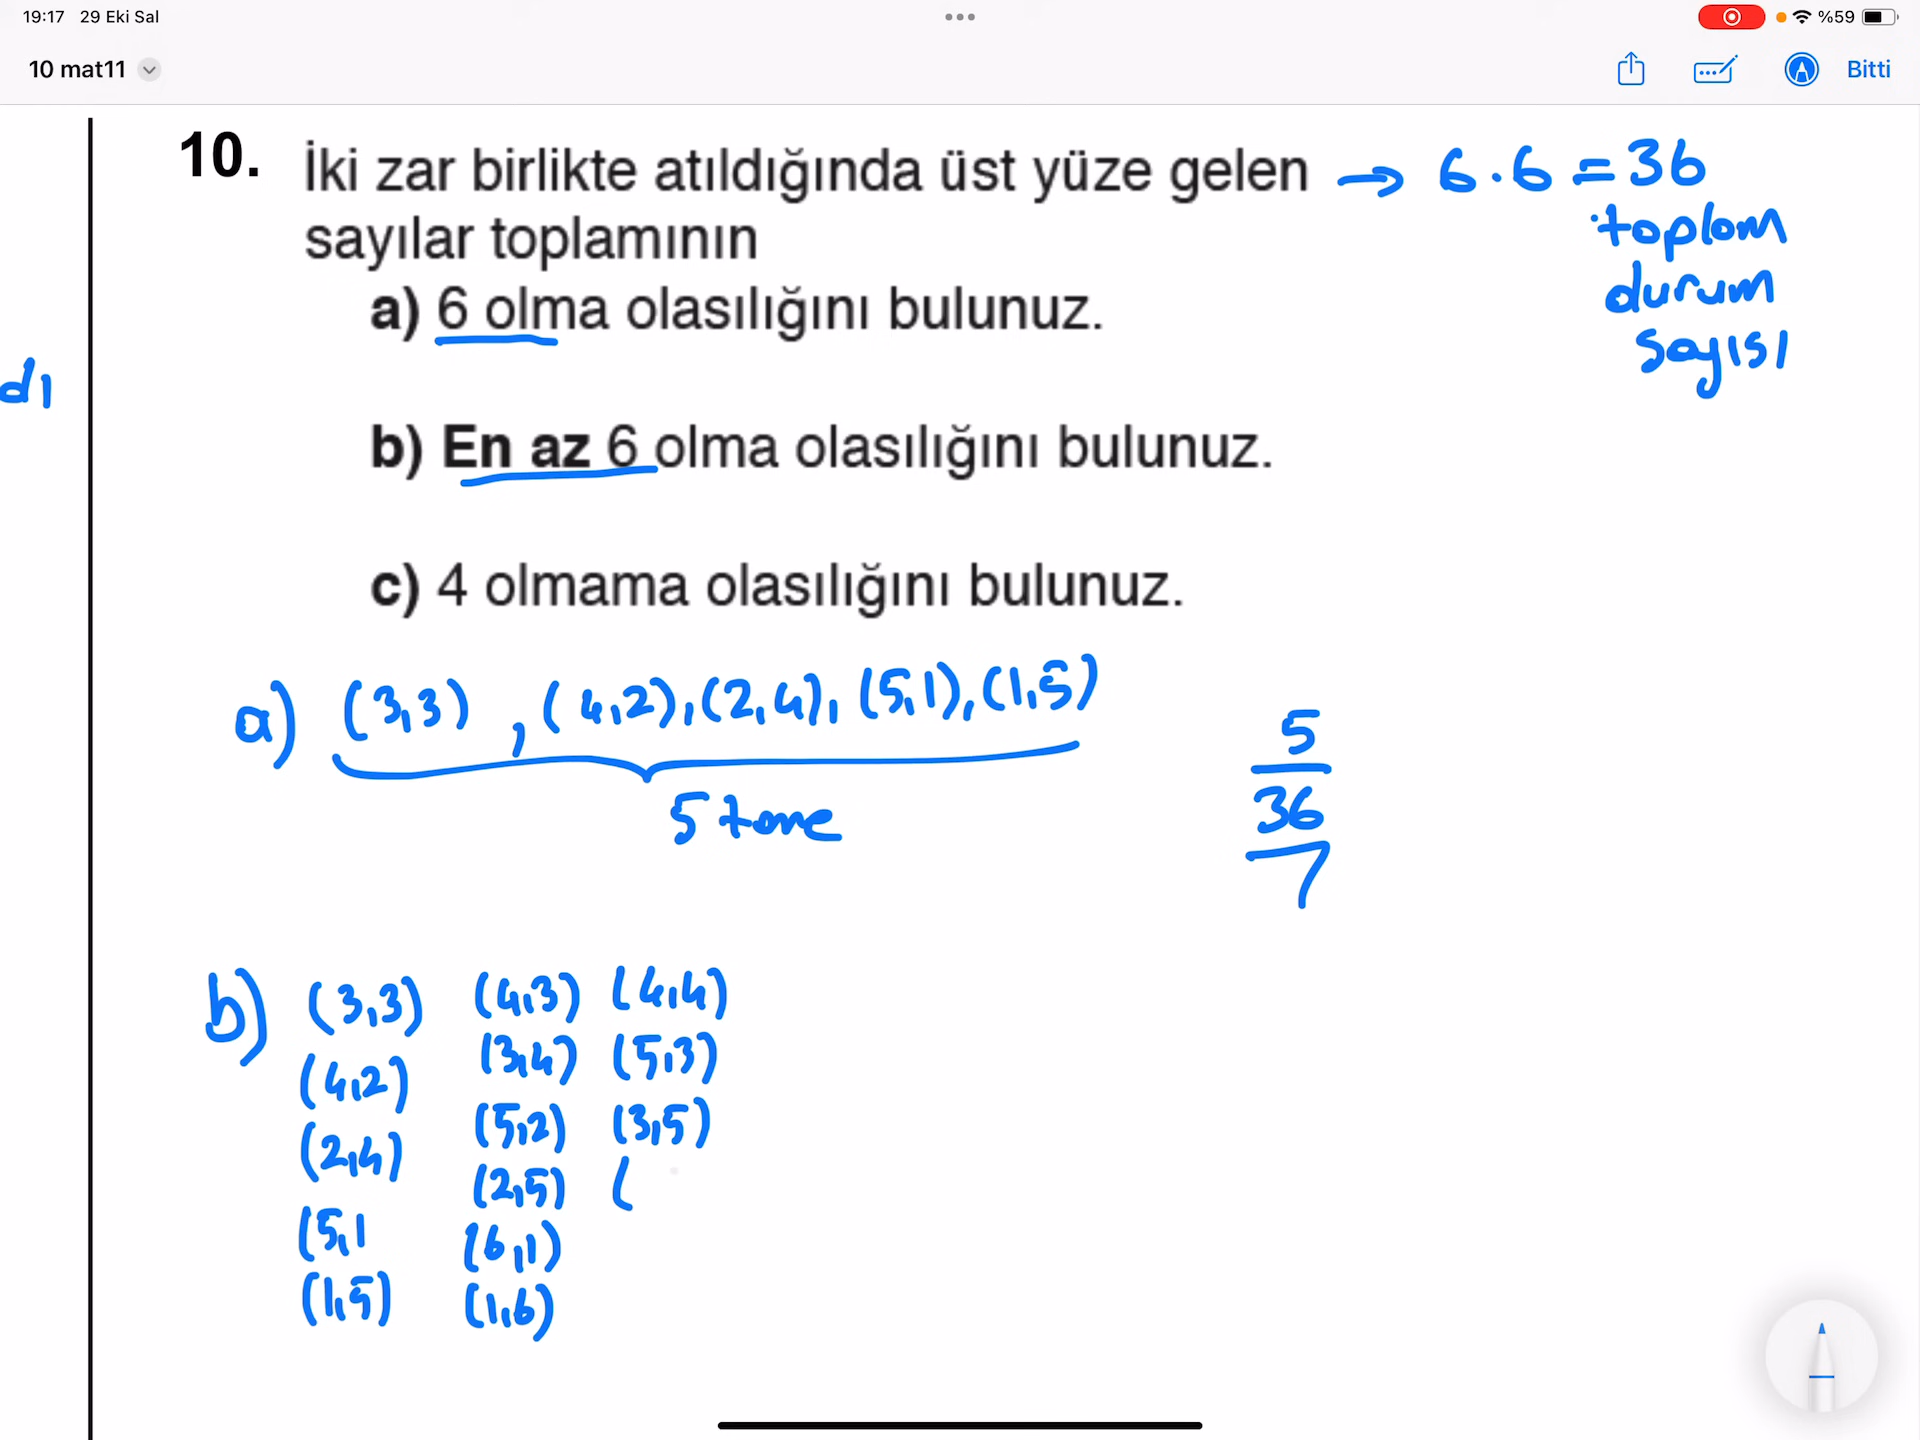 19:17 29 Eki Sal
%59
10 mat11
Bitti
10. İki zar birlikte atıldığında üst yüze gelen → 6.6 = 36
sayılar toplamının
toplam
durum
sayısı
a) 6 olma olasılığını bulunuz.
dı
b) En az 6 olma olasılığını bulunuz.
c) 4 olmama olasılığını bulunuz.
a) (3,3), (4,2), (2,4), (5,1), (1,5)
5 tane
5
36
b) (3,3) (4,3) (4,4)
(4,2) (3,4) (5,3)
(2,4) (5,2) (3,5)
(2,5) (
(5,1 (6,1)
(1,5) (1,6)